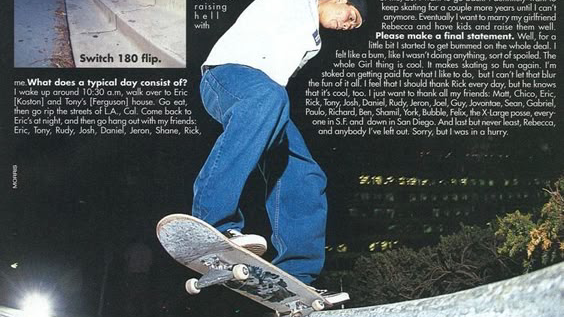 raising
hell
with
Switch 180 flip.
me. What does a typical day consist of?
I wake up around 10:30 a.m, walk over to Eric
[Koston] and Tony's [Ferguson] house. Go eat,
then go rip the streets of L.A., Cal. Come back to
Eric's at night, and then go hang out with my friends:
Eric, Tony, Rudy, Josh, Daniel, Jeron, Shane, Rick,
MORRIS
keep skating for a couple more years until I can't
anymore. Eventually I want to marry my girlfriend
Rebecca and have kids and raise them well.
Please make a final statement. Well, for a
little bit I started to get bummed on the whole deal. I
felt like a bum, like I wasn't doing anything, sort of spoiled. The
whole Girl thing is cool. It makes skating so fun again. I'm
stoked on getting paid for what I like to do, but I can't let that blur
the fun of it all. I feel that I should thank Rick every day, but he knows
that it's cool, too. I just want to thank all my friends: Matt, Chico, Eric,
Rick, Tony, Josh, Daniel, Rudy, Jeron, Joel, Guy, Jovontae, Sean, Gabriel,
Paulo, Richard, Ben, Shamil, York, Bubble, Felix, the X-Large posse, every-
one in S.F. and down in San Diego. And last but never least, Rebecca,
and anybody I've left out. Sorry, but I was in a hurry.